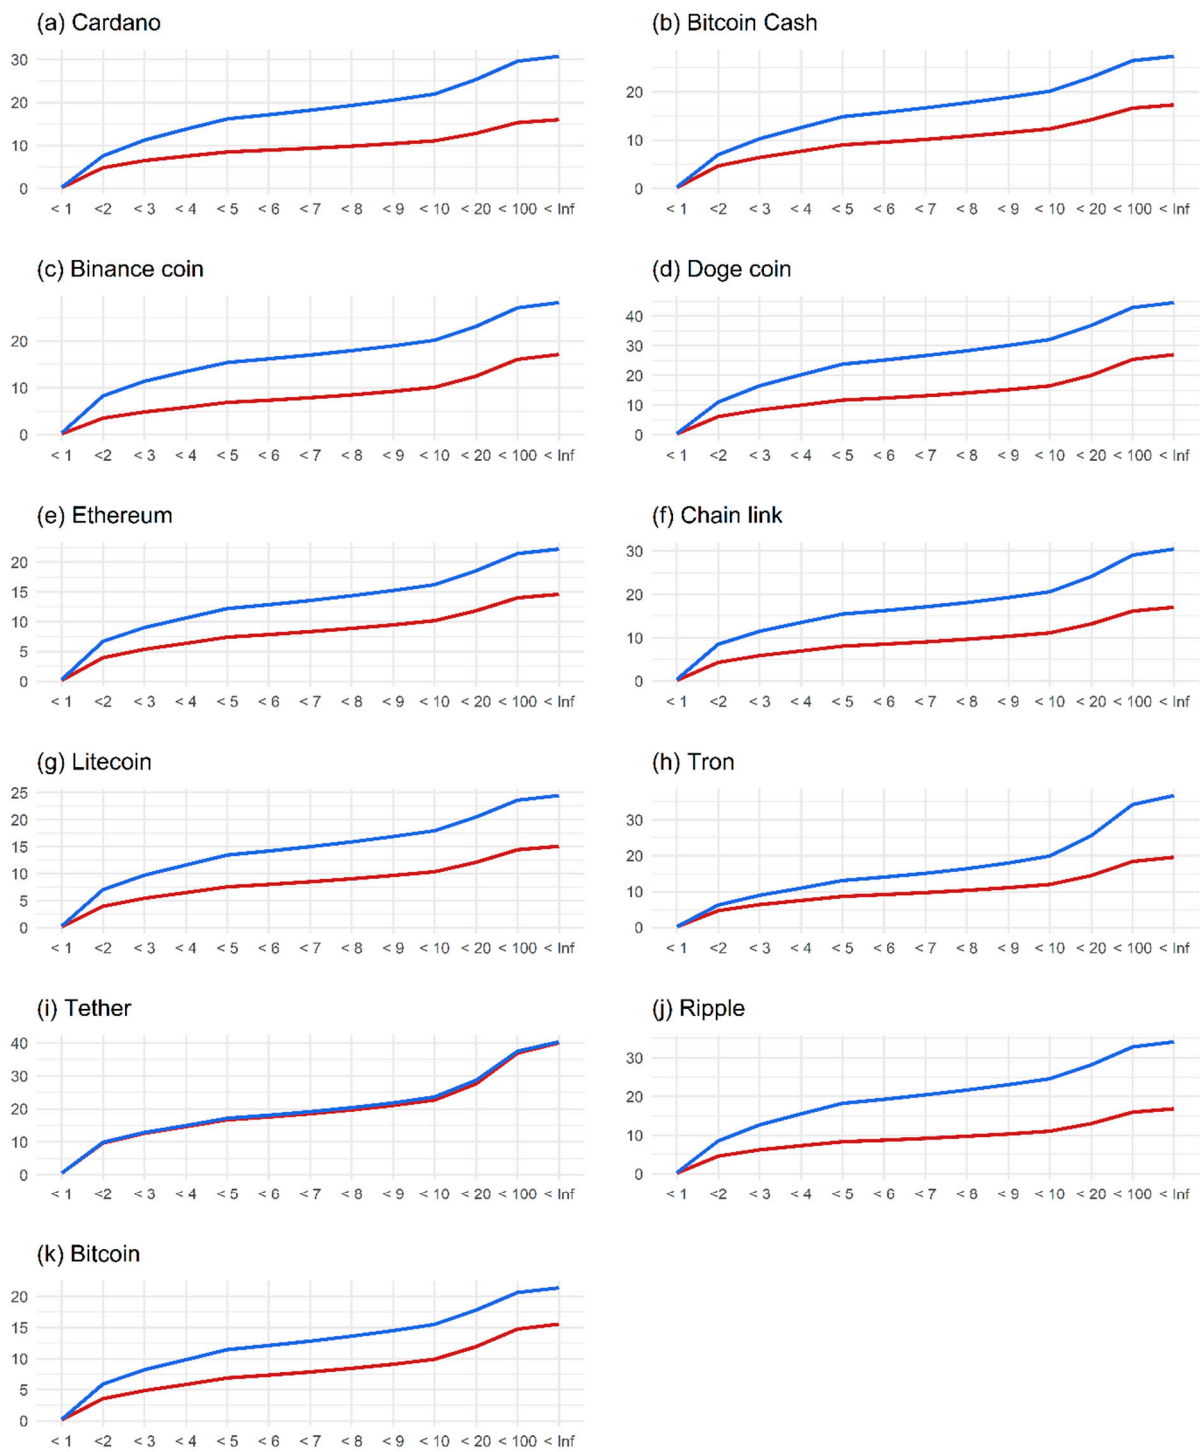 (a) Cardano
30
20
10
0
< 1 <2 < 3 < 4 < 5 < 6 < 7 < 8 < 9 < 10 < 20 < 100 < Inf
(b) Bitcoin Cash
20
10
0
< 1 <2 < 3 < 4 < 5 < 6 < 7 < 8 < 9 < 10 < 20 < 100 < Inf
(c) Binance coin
20
10
0
< 1 <2 < 3 < 4 < 5 < 6 < 7 < 8 < 9 < 10 < 20 < 100 < Inf
(d) Doge coin
40
30
20
10
0
< 1 <2 < 3 < 4 < 5 < 6 < 7 < 8 < 9 < 10 < 20 < 100 < Inf
(e) Ethereum
20
15
10
5
0
< 1 <2 < 3 < 4 < 5 < 6 < 7 < 8 < 9 < 10 < 20 < 100 < Inf
(f) Chain link
30
20
10
0
< 1 <2 < 3 < 4 < 5 < 6 < 7 < 8 < 9 < 10 < 20 < 100 < Inf
(g) Litecoin
25
20
15
10
5
0
< 1 <2 < 3 < 4 < 5 < 6 < 7 < 8 < 9 < 10 < 20 < 100 < Inf
(h) Tron
30
20
10
0
< 1 <2 < 3 < 4 < 5 < 6 < 7 < 8 < 9 < 10 < 20 < 100 < Inf
(i) Tether
40
30
20
10
0
< 1 <2 < 3 < 4 < 5 < 6 < 7 < 8 < 9 < 10 < 20 < 100 < Inf
(j) Ripple
30
20
10
0
< 1 <2 < 3 < 4 < 5 < 6 < 7 < 8 < 9 < 10 < 20 < 100 < Inf
(k) Bitcoin
20
15
10
5
0
< 1 <2 < 3 < 4 < 5 < 6 < 7 < 8 < 9 < 10 < 20 < 100 < Inf